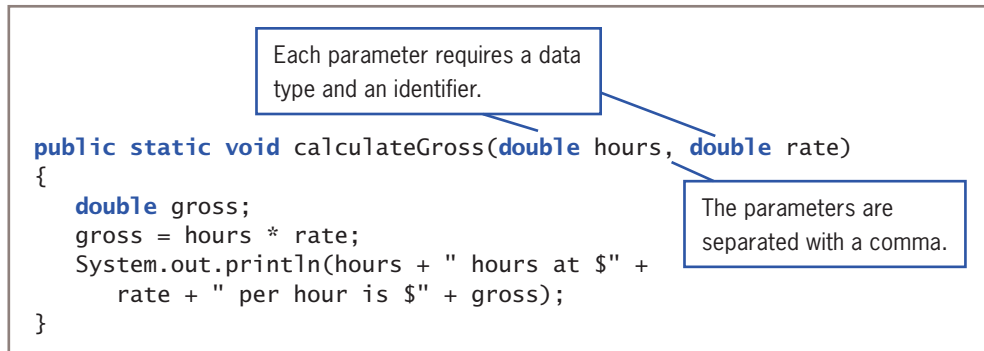 Each parameter requires a data
type and an identifier.
public static void calculateGross(double hours, double rate)
{
double gross;
The parameters are
separated with a comma.
gross = hours * rate;
System.out.println(hours + " hours at $" +
rate + " per hour is $" + gross);
}